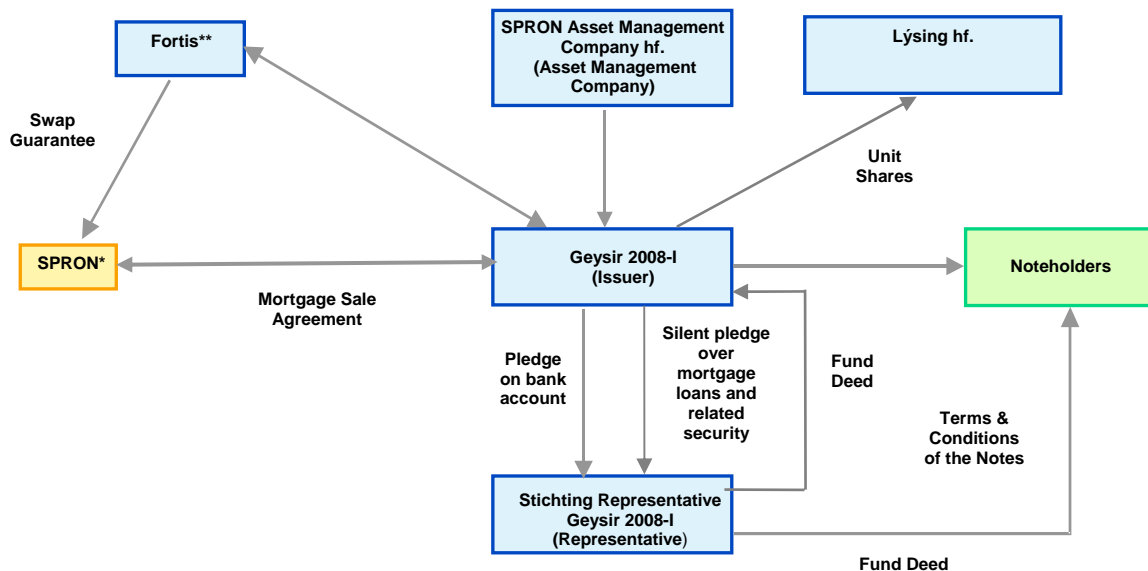 Fortis**
SPRON Asset Management
Company hf.
(Asset Management
Company)
Lýsing hf.
Swap
Guarantee
Unit
Shares
SPRON*
Geysir 2008-I
(Issuer)
Noteholders
Mortgage Sale
Agreement
Pledge
on bank
account
Silent pledge
over
mortgage
loans and
related
security
Fund
Deed
Terms &
Conditions
of the Notes
Stichting Representative
Geysir 2008-I
(Representative)
Fund Deed